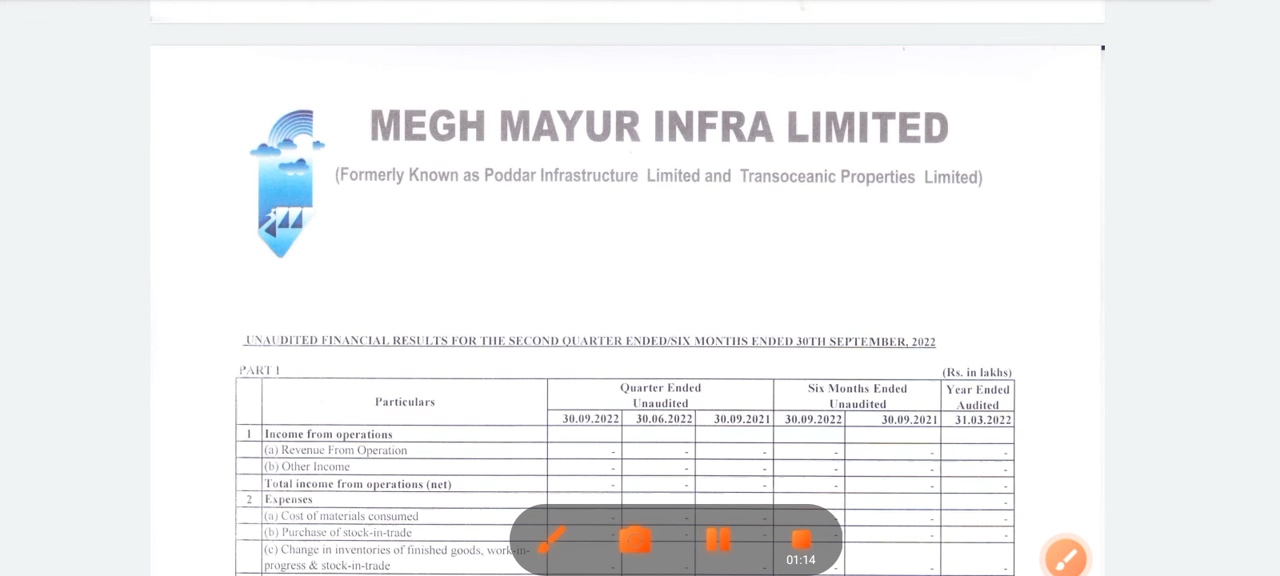 MEGH MAYUR INFRA LIMITED
(Formerly Known as Poddar Infrastructure Limited and Transoceanic Properties Limited)
UNAUDITED FINANCIAL RESULTS FOR THE SECOND QUARTER ENDED/SIX MONTHS ENDED 30TH SEPTEMBER, 2022
PART I (Rs. in lakhs)
Particulars Quarter Ended Unaudited Six Months Ended Unaudited Year Ended Audited
30.09.2022 30.06.2022 30.09.2021 30.09.2022 30.09.2021 31.03.2022
1 Income from operations
(a) Revenue From Operation - - - - - -
(b) Other Income - - - - - -
Total income from operations (net) - - - - - -
2 Expenses -
(a) Cost of materials consumed - - - - - -
(b) Purchase of stock-in-trade - - - - - -
(c) Change in inventories of finished goods, work-in-
progress & stock-in-trade - - - - - -
01:14